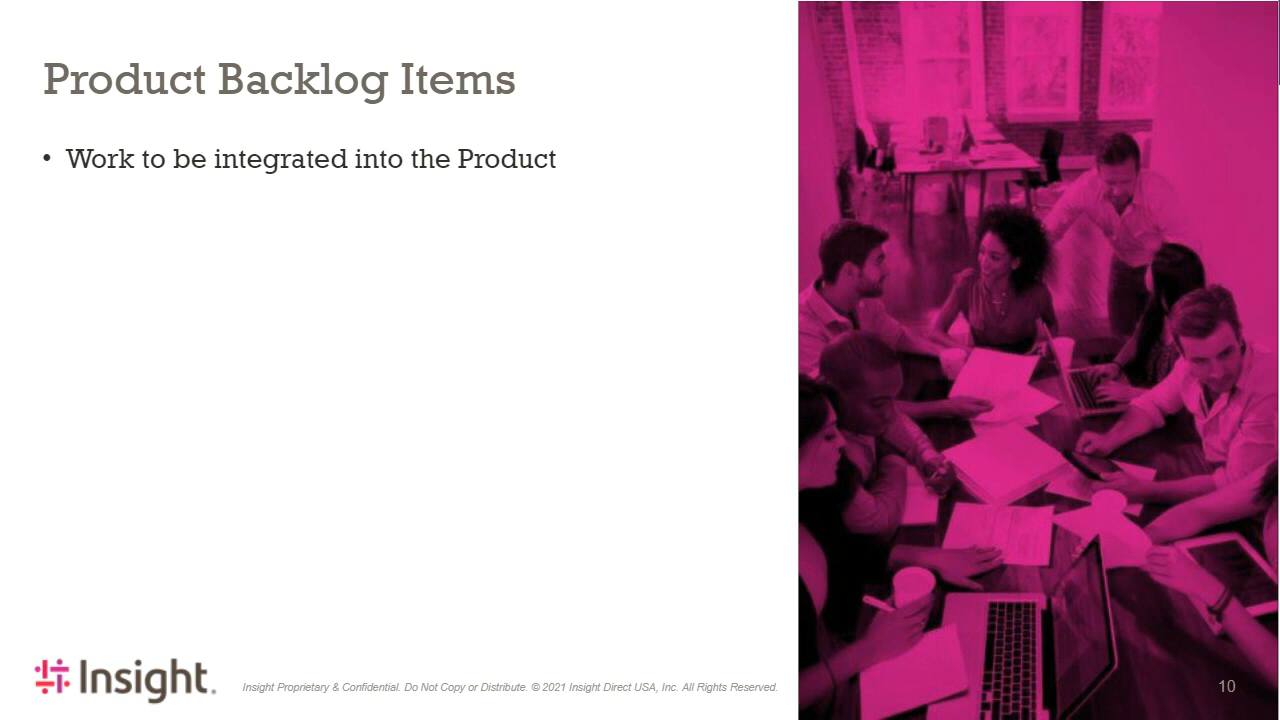 Product Backlog Items
• Work to be integrated into the Product
Insight.
Insight Proprietary & Confidential. Do Not Copy or Distribute. © 2021 Insight Direct USA, Inc. All Rights Reserved.
10